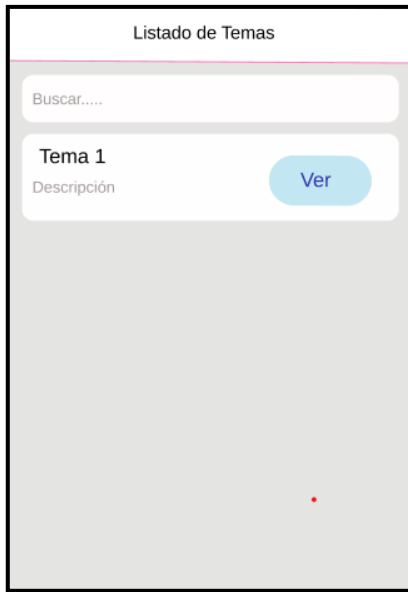 Listado de Temas
Buscar.....
Tema 1
Descripción
Ver